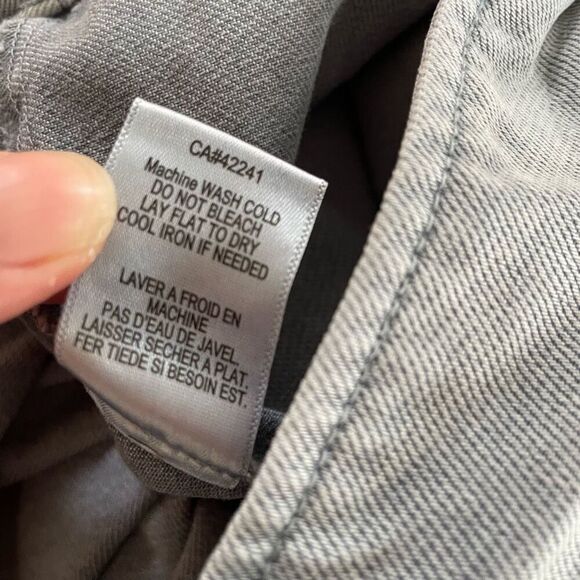 CA#42241
Machine WASH COLD
DO NOT BLEACH
LAY FLAT TO DRY
COOL IRON IF NEEDED
LAVER A FROID EN
MACHINE
PAS D'EAU DE JAVEL.
LAISSER SECHER A PLAT.
FER TIEDE SI BESOIN EST.